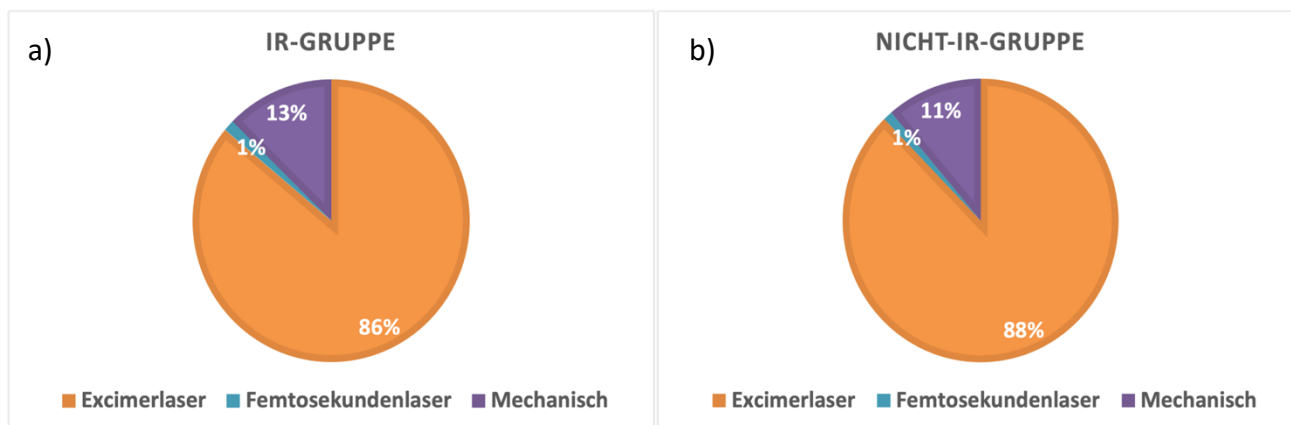 a)
IR-GRUPPE
13%
1%
86%
Excimerlaser Femtosekundenlaser Mechanisch
b)
NICHT-IR-GRUPPE
11%
1%
88%
Excimerlaser Femtosekundenlaser Mechanisch